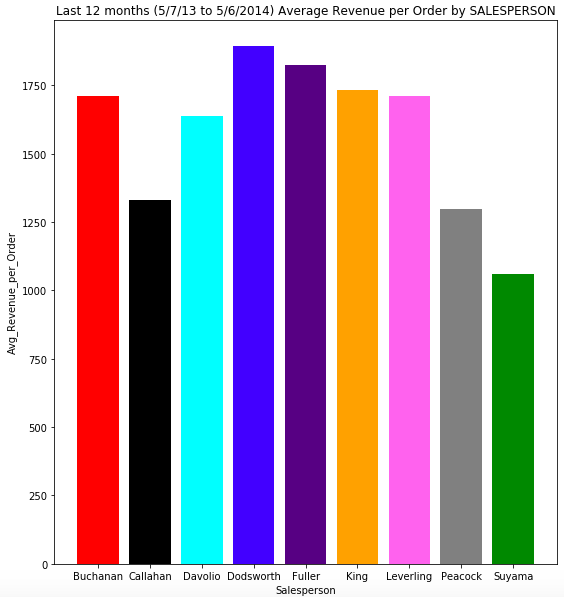 Last 12 months (5/7/13 to 5/6/2014) Average Revenue per Order by SALESPERSON
Avg_Revenue_per_Order
1750
1500
1250
1000
750
500
250
0
Buchanan Callahan Davolio Dodsworth Fuller King Leverling Peacock Suyama
Salesperson